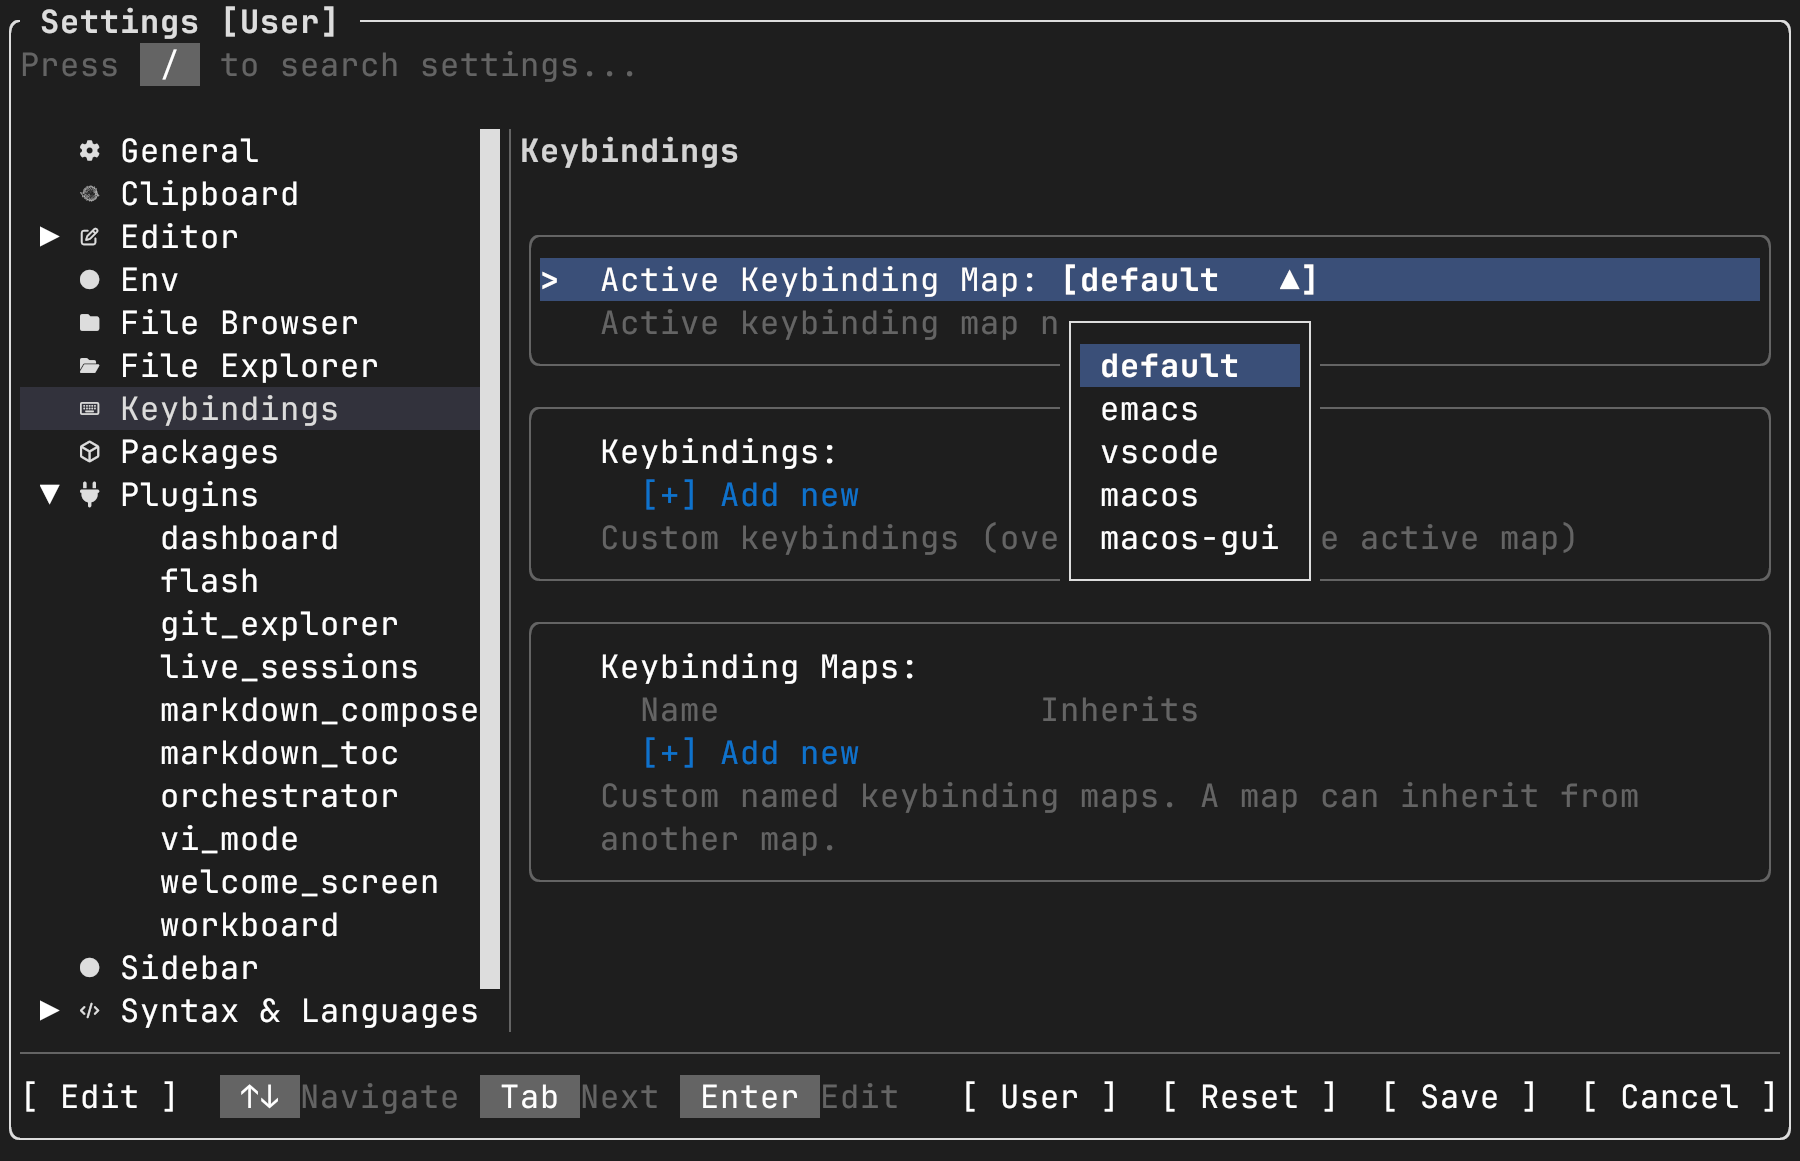 Settings [User]
Press / to search settings...
General
Clipboard
▶ Editor
Env
File Browser
File Explorer
Keybindings
Packages
▼ Plugins
dashboard
flash
git_explorer
live_sessions
markdown_compose
markdown_toc
orchestrator
vi_mode
welcome_screen
workboard
Sidebar
▶ </> Syntax & Languages
Keybindings
> Active Keybinding Map: [default ▲]
Active keybinding map n
default
emacs
vscode
macos
macos-gui
Keybindings:
[+] Add new
Custom keybindings (ove e active map)
Keybinding Maps:
Name Inherits
[+] Add new
Custom named keybinding maps. A map can inherit from
another map.
[ Edit ] ↑↓ Navigate Tab Next Enter Edit [ User ] [ Reset ] [ Save ] [ Cancel ]